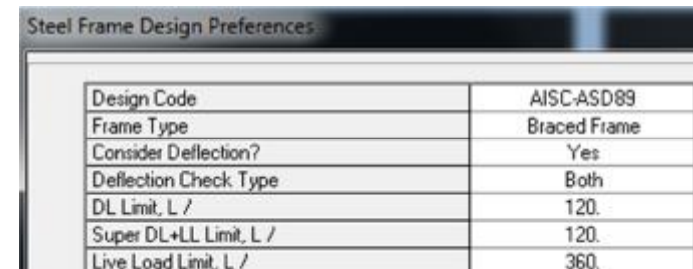 Steel Frame Design Preferences
Design Code AISC-ASD89
Frame Type Braced Frame
Consider Deflection? Yes
Deflection Check Type Both
DL Limit, L / 120.
Super DL+LL Limit, L / 120.
Live Load Limit, L / 360.